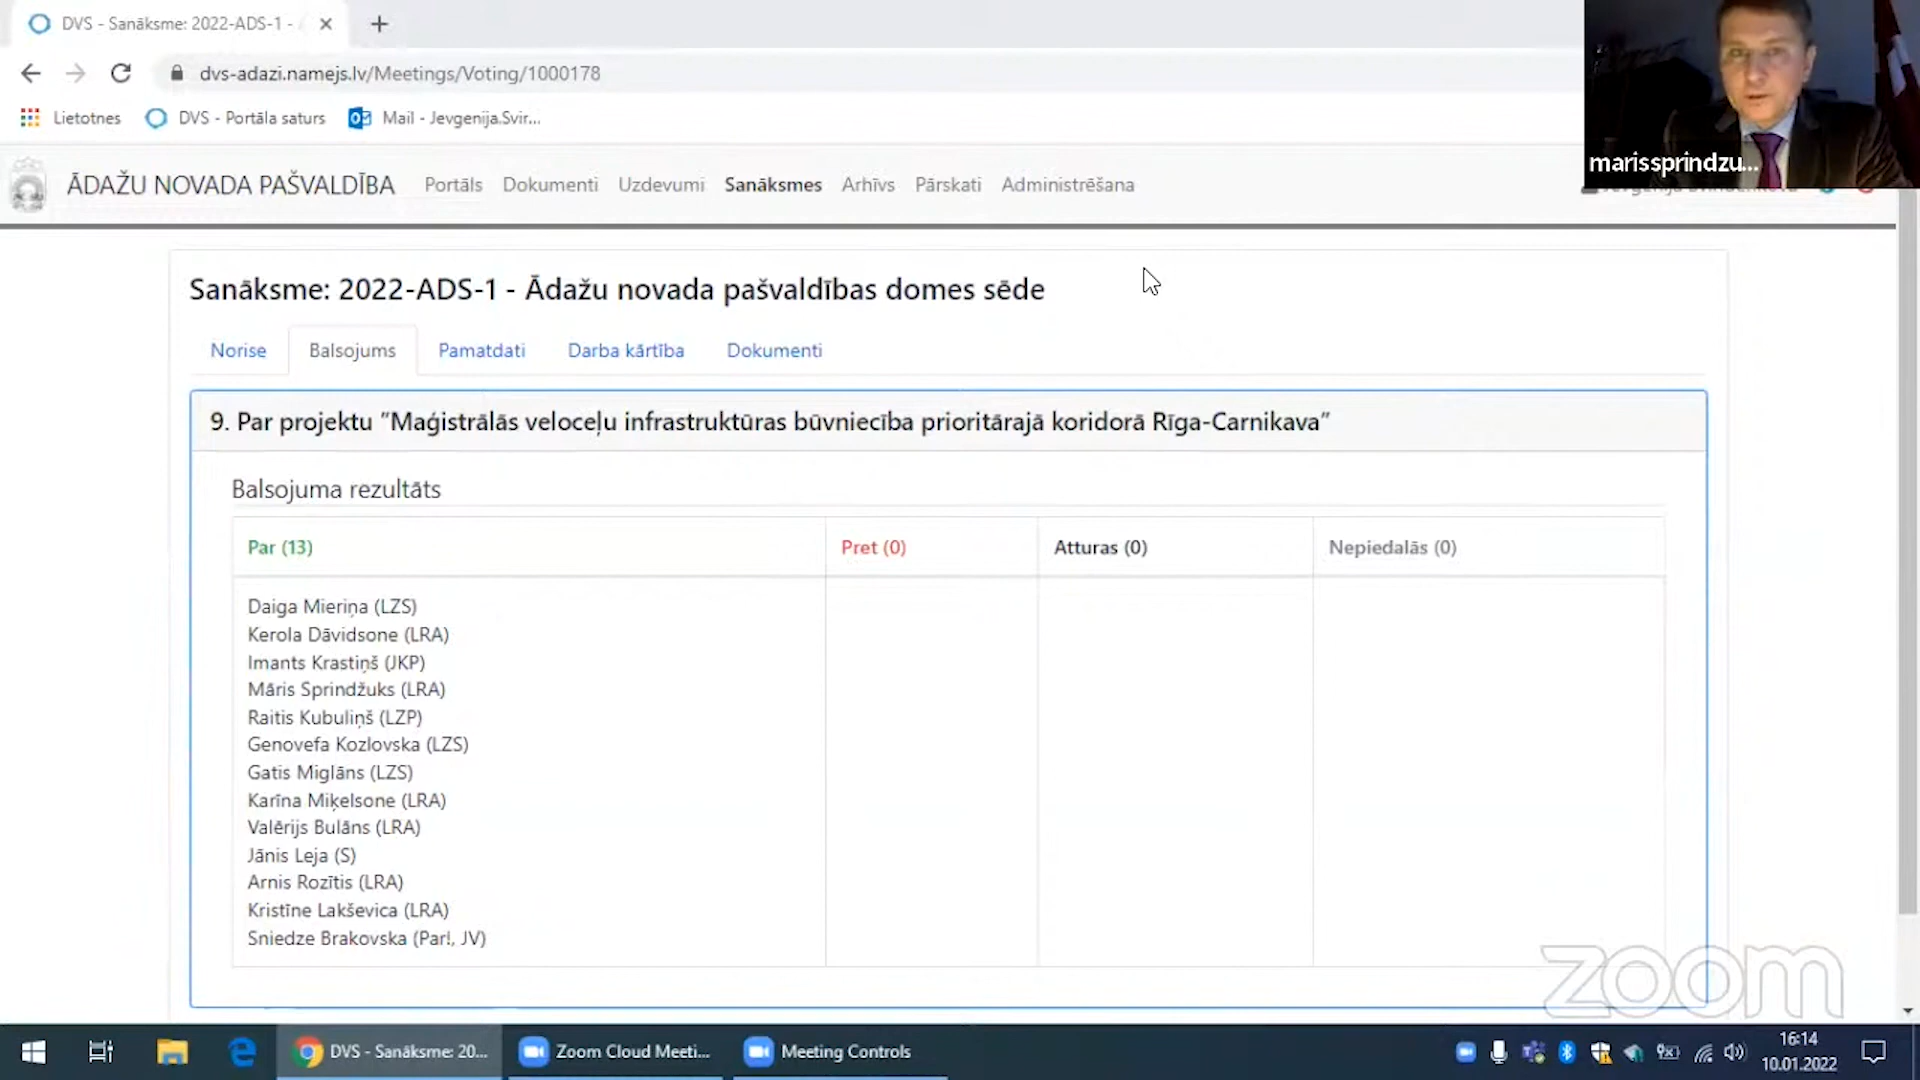 DVS - Sanāksme: 2022-ADS-1 -
dvs-adazi.namejs.lv/Meetings/Voting/1000178
Lietotnes
DVS - Portāla saturs
Mail - Jevgenija.Svir...
marissprindzu...
ĀDAŽU NOVADA PAŠVALDĪBA
Portāls
Dokumenti
Uzdevumi
Sanāksmes
Arhīvs
Pārskati
Administrēšana
Sanāksme: 2022-ADS-1 - Ādažu novada pašvaldības domes sēde
Norise
Balsojums
Pamatdati
Darba kārtība
Dokumenti
9. Par projektu "Maģistrālās veloceļu infrastruktūras būvniecība prioritārajā koridorā Rīga-Carnikava"
Balsojuma rezultāts
Par (13)
Pret (0)
Atturas (0)
Nepiedalās (0)
Daiga Mieriņa (LZS)
Kerola Dāvidsone (LRA)
Imants Krastiņš (JKP)
Māris Sprindžuks (LRA)
Raitis Kubuliņš (LZP)
Genovefa Kozlovska (LZS)
Gatis Miglāns (LZS)
Karīna Miķelsone (LRA)
Valērijs Bulāns (LRA)
Jānis Leja (S)
Arnis Rozītis (LRA)
Kristīne Lakševica (LRA)
Sniedze Brakovska (Par!, JV)
zoom
DVS - Sanāksme: 20...
Zoom Cloud Meeti...
Meeting Controls
16:14
10.01.2022